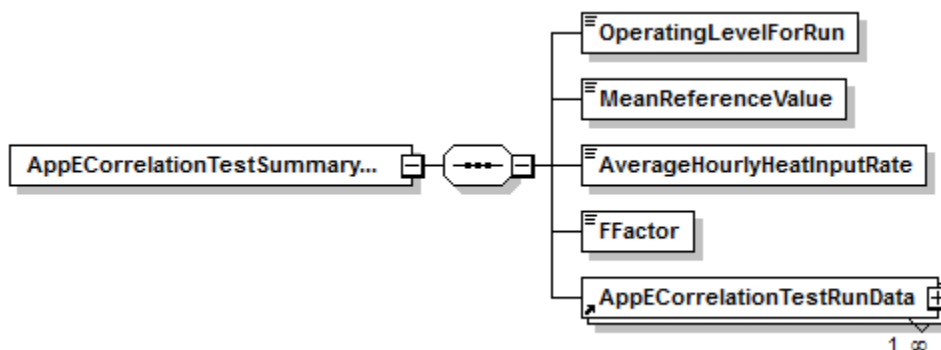 OperatingLevelForRun
MeanReferenceValue
AppECorrelationTestSummary...
AverageHourlyHeatInputRate
FFactor
AppECorrelationTestRunData
1 ∞